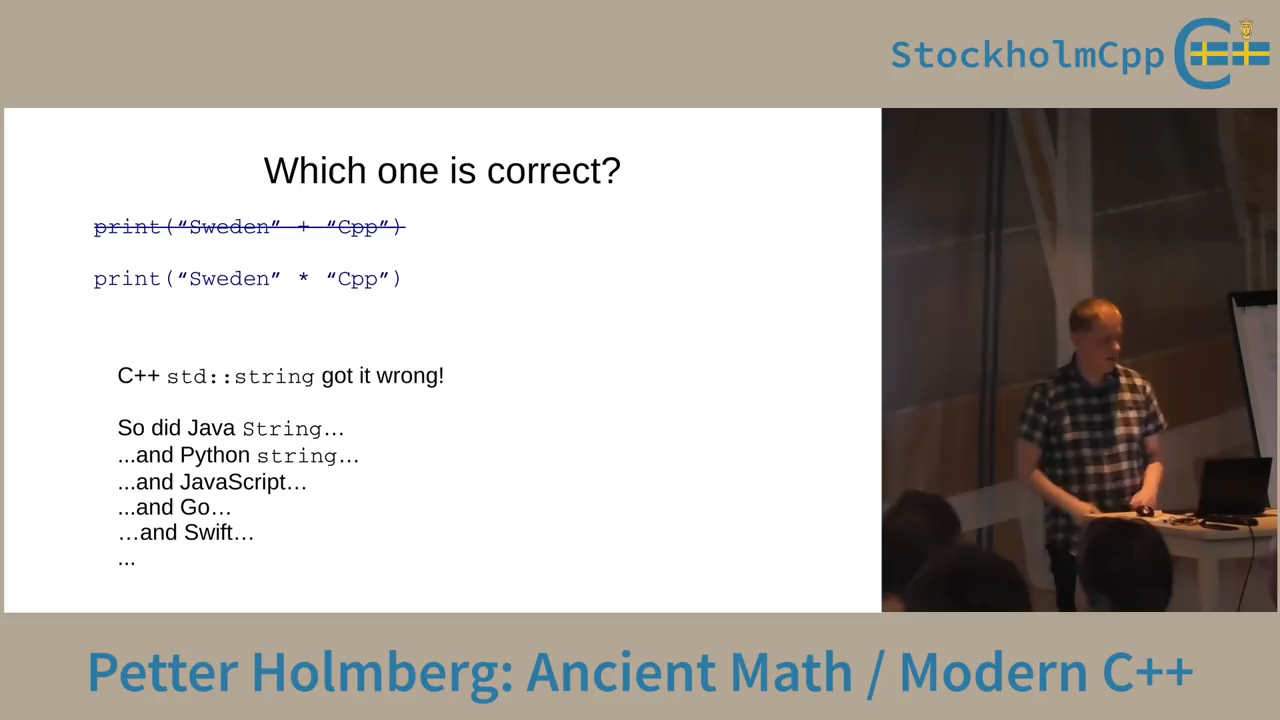 StockholmCpp
Which one is correct?
print(“Sweden” + “Cpp”)
print(“Sweden” * “Cpp”)
C++ std::string got it wrong!
So did Java String…
...and Python string…
...and JavaScript…
...and Go…
…and Swift…
...
Petter Holmberg: Ancient Math / Modern C++